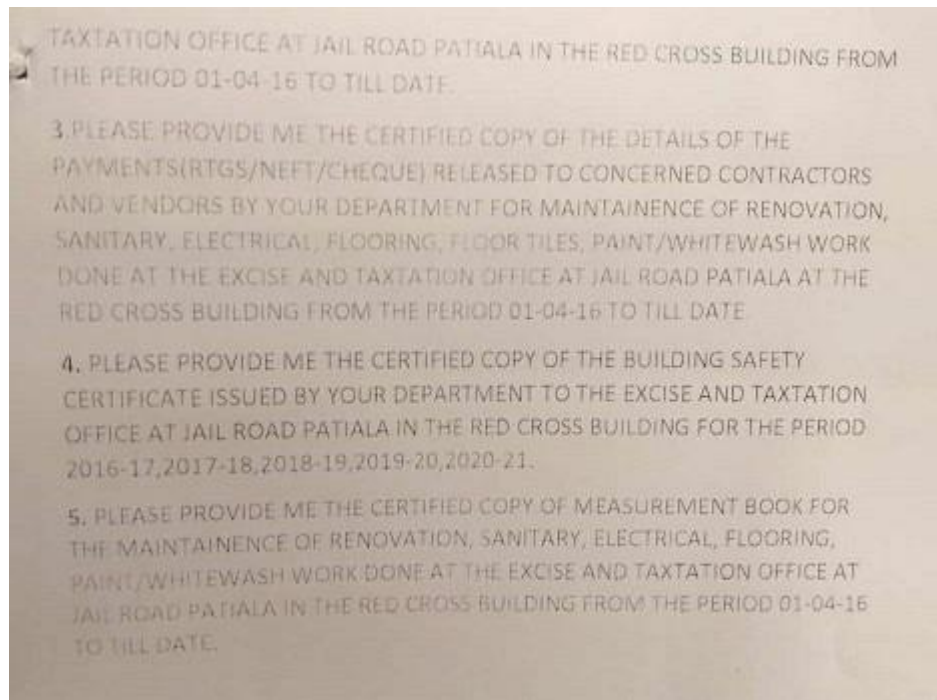 TAXTATION OFFICE AT JAIL ROAD PATIALA IN THE RED CROSS BUILDING FROM
THE PERIOD 01-04-16 TO TILL DATE.
3.PLEASE PROVIDE ME THE CERTIFIED COPY OF THE DETAILS OF THE
PAYMENTS(RTGS/NEFT/CHEQUE) RELEASED TO CONCERNED CONTRACTORS
AND VENDORS BY YOUR DEPARTMENT FOR MAINTAINENCE OF RENOVATION,
SANITARY, ELECTRICAL, FLOORING, FLOOR TILES, PAINT/WHITEWASH WORK
DONE AT THE EXCISE AND TAXTATION OFFICE AT JAIL ROAD PATIALA AT THE
RED CROSS BUILDING FROM THE PERIOD 01-04-16 TO TILL DATE
4. PLEASE PROVIDE ME THE CERTIFIED COPY OF THE BUILDING SAFETY
CERTIFICATE ISSUED BY YOUR DEPARTMENT TO THE EXCISE AND TAXTATION
OFFICE AT JAIL ROAD PATIALA IN THE RED CROSS BUILDING FOR THE PERIOD
2016-17,2017-18,2018-19,2019-20,2020-21.
5. PLEASE PROVIDE ME THE CERTIFIED COPY OF MEASUREMENT BOOK FOR
THE MAINTAINENCE OF RENOVATION, SANITARY, ELECTRICAL, FLOORING,
PAINT/WHITEWASH WORK DONE AT THE EXCISE AND TAXTATION OFFICE AT
JAIL ROAD PATIALA IN THE RED CROSS BUILDING FROM THE PERIOD 01-04-16
TO TILL DATE.